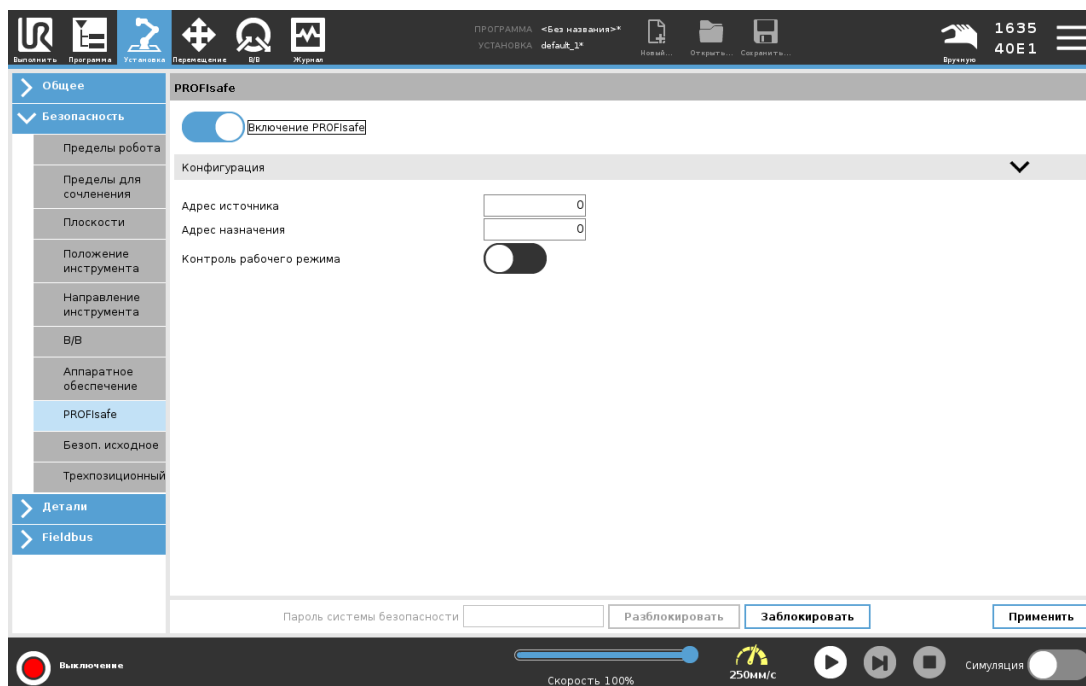 UR
ПРОГРАММА <Без названия>*
УСТАНОВКА default_1*
1635
40E1
Выполнить Программа Установка Перемещение В/В Журнал
Новый... Открыть... Сохранить...
Вручную
Общее
Безопасность
Пределы робота
Пределы для
сочленения
Плоскости
Положение
инструмента
Направление
инструмента
В/В
Аппаратное
обеспечение
PROFIsafe
Безоп. исходное
Трехпозиционный
Детали
Fieldbus
PROFIsafe
Включение PROFIsafe
Конфигурация
Адрес источника 0
Адрес назначения 0
Контроль рабочего режима
Пароль системы безопасности Разблокировать Заблокировать Применить
Выключение
Скорость 100%
250мм/с
Симуляция